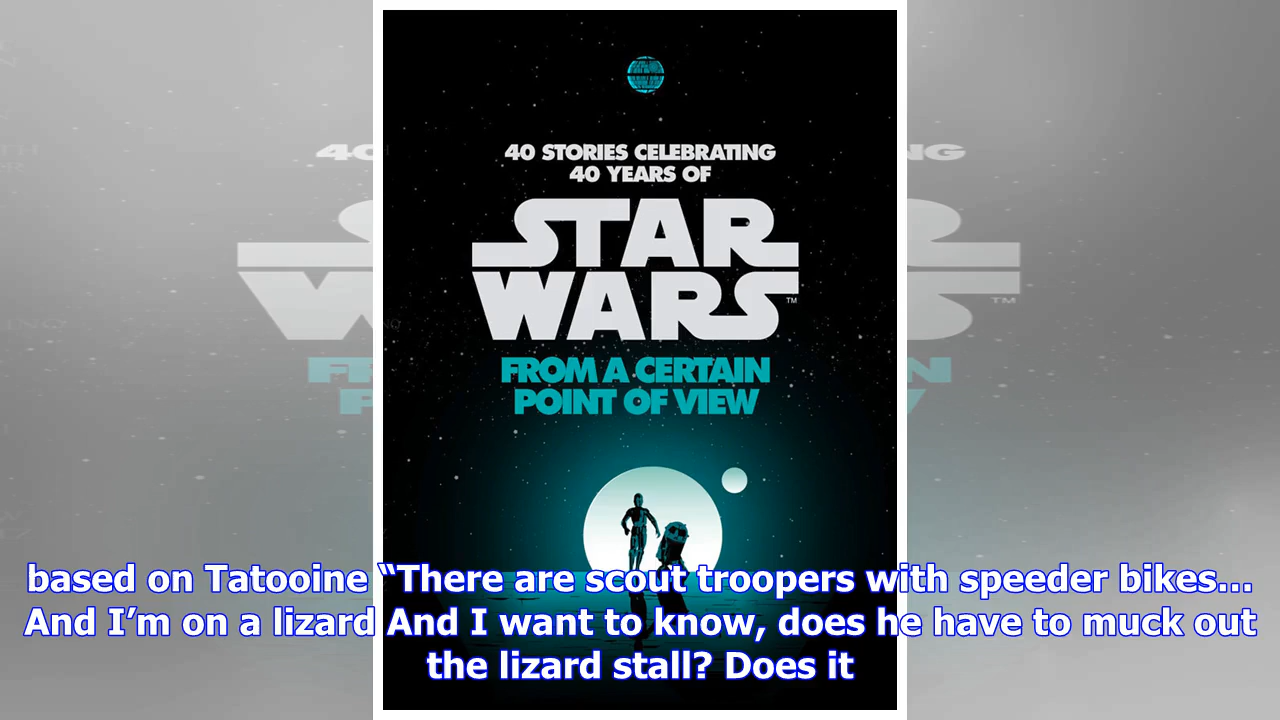 40 STORIES CELEBRATING
40 YEARS OF
STAR
WARS
TM
FROM A CERTAIN
POINT OF VIEW
based on Tatooine “There are scout troopers with speeder bikes...
And I’m on a lizard And I want to know, does he have to muck out
the lizard stall? Does it